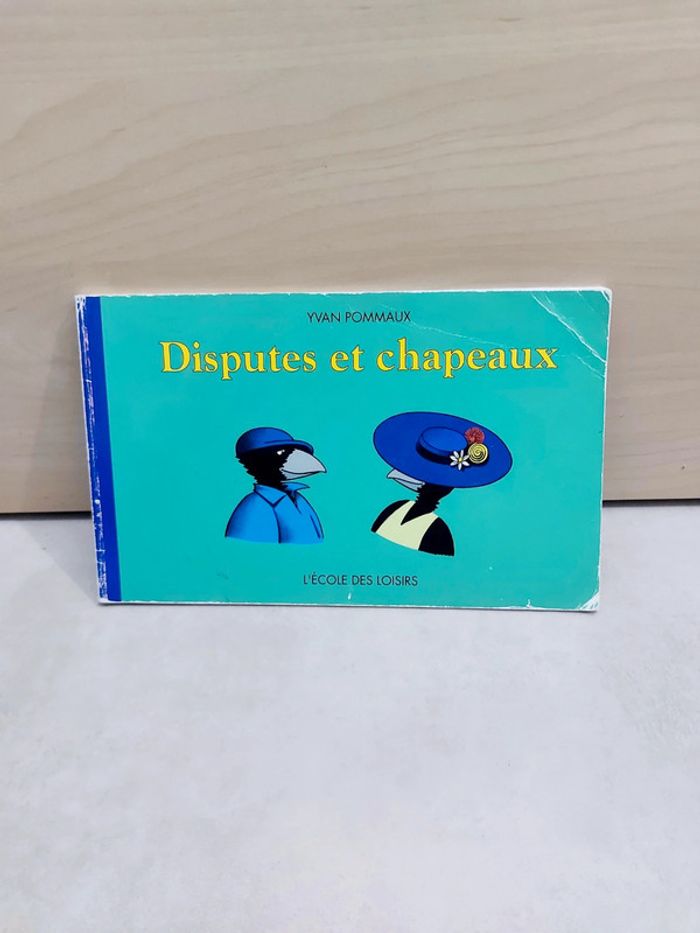 YVAN POMMAUX
Disputes et chapeaux
L'ÉCOLE DES LOISIRS